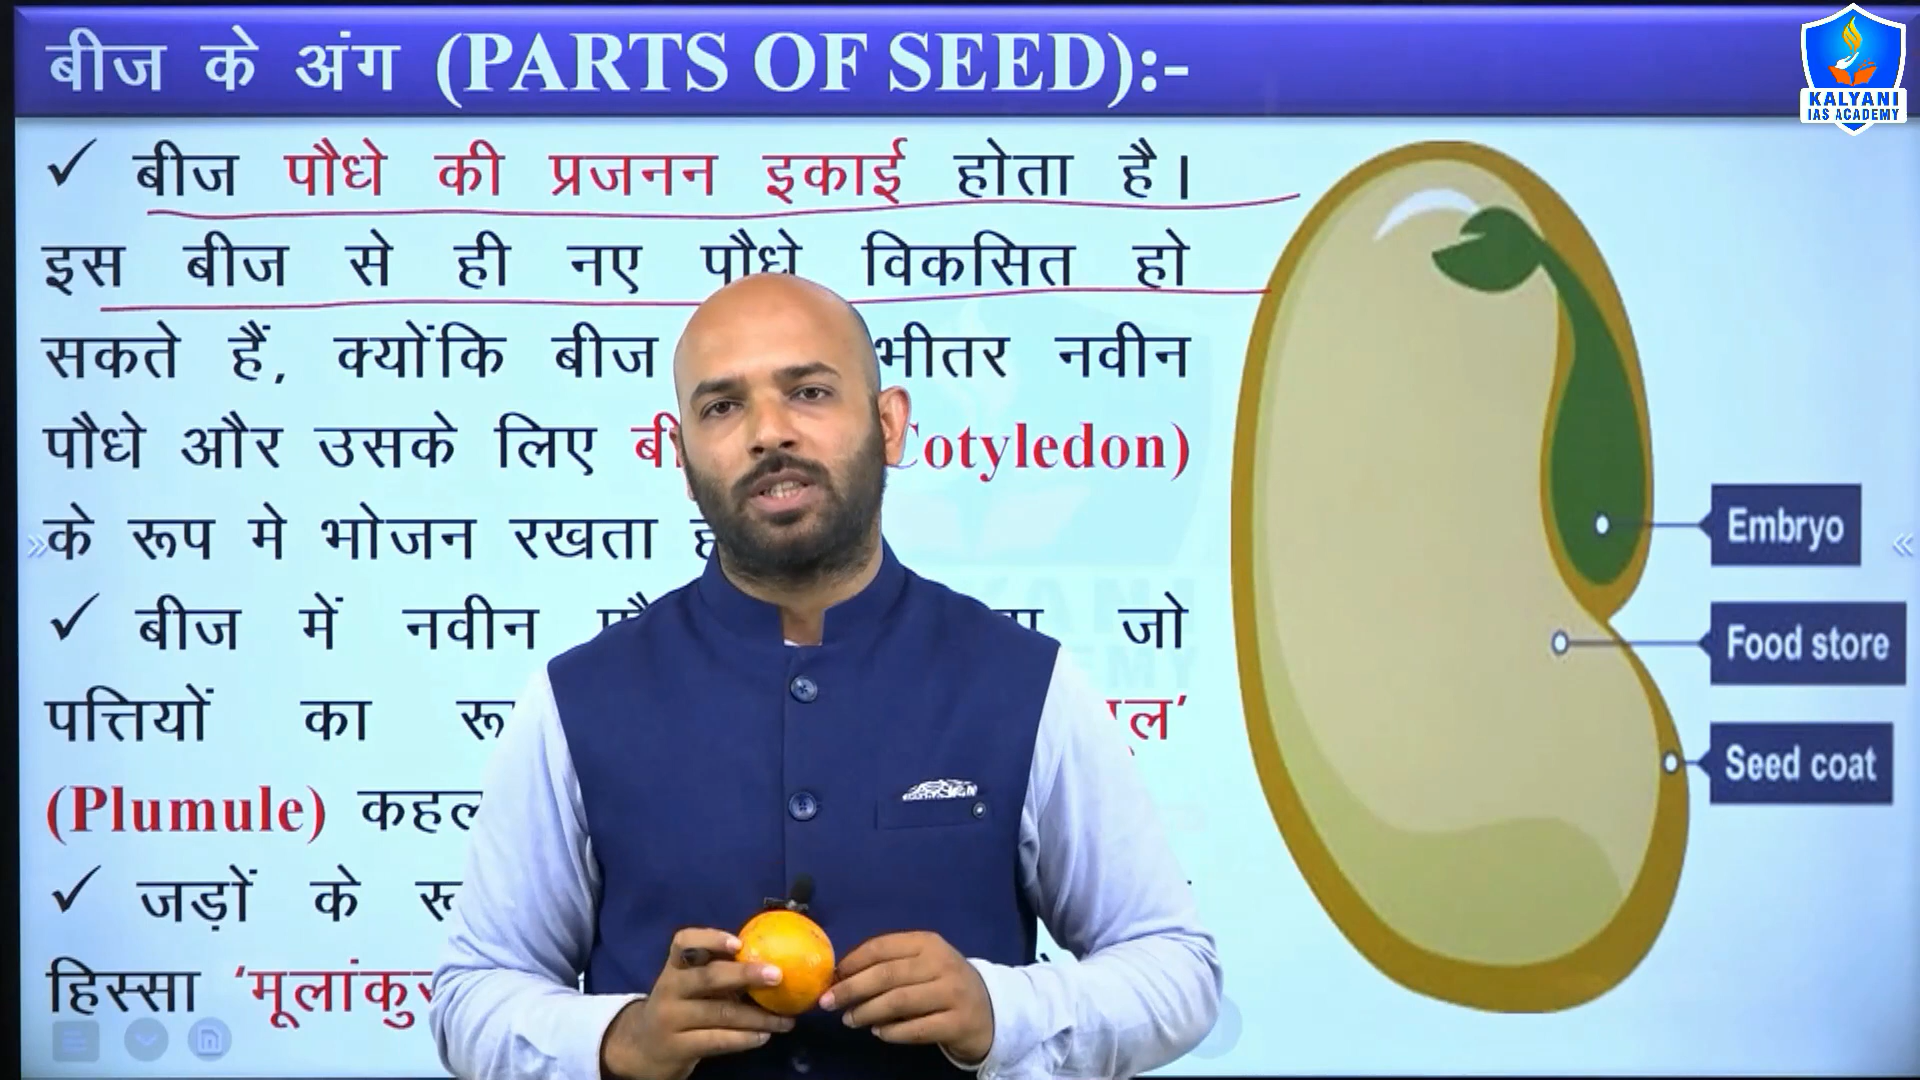 बीज के अंग (PARTS OF SEED):-
KALYANI
IAS ACADEMY
✓ बीज पौधे की प्रजनन इकाई होता है।
इस बीज से ही नए पौधे विकसित हो
सकते हैं, क्योंकि बीज भीतर नवीन
पौधे और उसके लिए Cotyledon)
के रूप मे भोजन रखता
✓ बीज में नवीन जो
पत्तियों का
(Plumule)
✓ जड़ों के
हिस्सा
Embryo
Food store
Seed coat